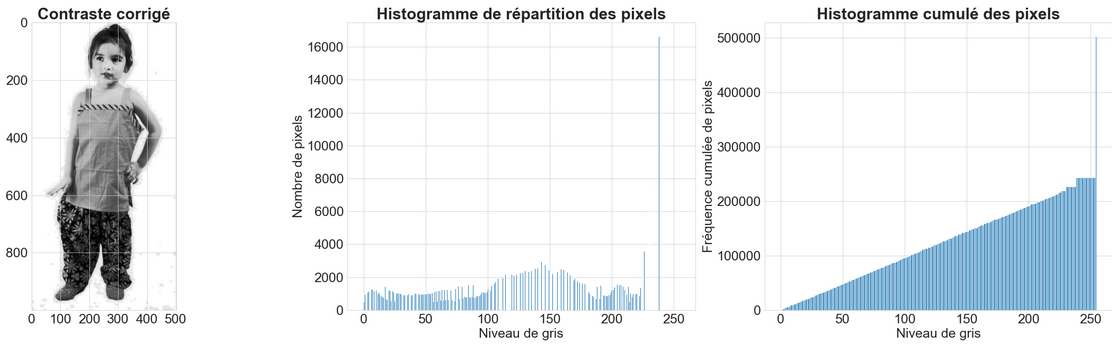 Contraste corrigé
0
200
400
600
800
0 100 200 300 400 500
Histogramme de répartition des pixels
Nombre de pixels
16000
14000
12000
10000
8000
6000
4000
2000
0
0 50 100 150 200 250
Niveau de gris
Histogramme cumulé des pixels
Fréquence cumulée de pixels
500000
400000
300000
200000
100000
0
0 50 100 150 200 250
Niveau de gris